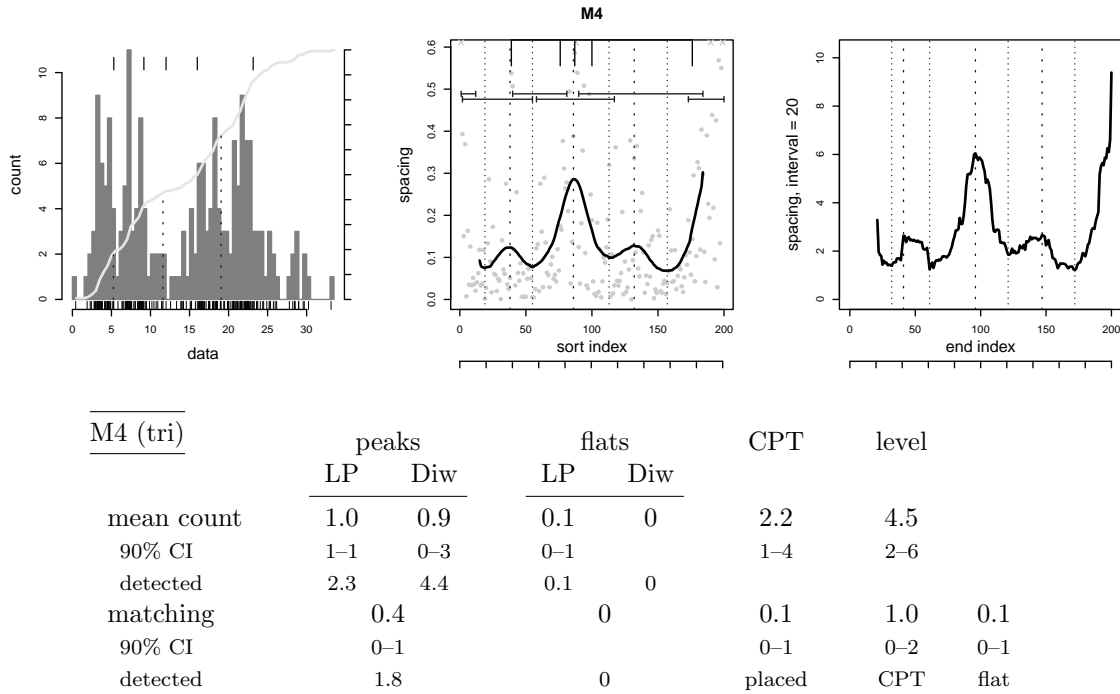 M4
count
0 2 4 6 8 10
0 5 10 15 20 25 30
data
spacing
0.0 0.1 0.2 0.3 0.4 0.5 0.6
0 50 100 150 200
sort index
spacing, interval = 20
0 2 4 6 8 10
0 50 100 150 200
end index
M4 (tri)
peaks flats CPT level
LP Diw LP Diw
mean count 1.0 0.9 0.1 0 2.2 4.5
90% CI 1–1 0–3 0–1 1–4 2–6
detected 2.3 4.4 0.1 0
matching 0.4 0 0.1 1.0 0.1
90% CI 0–1 0–1 0–2 0–1
detected 1.8 0 placed CPT flat